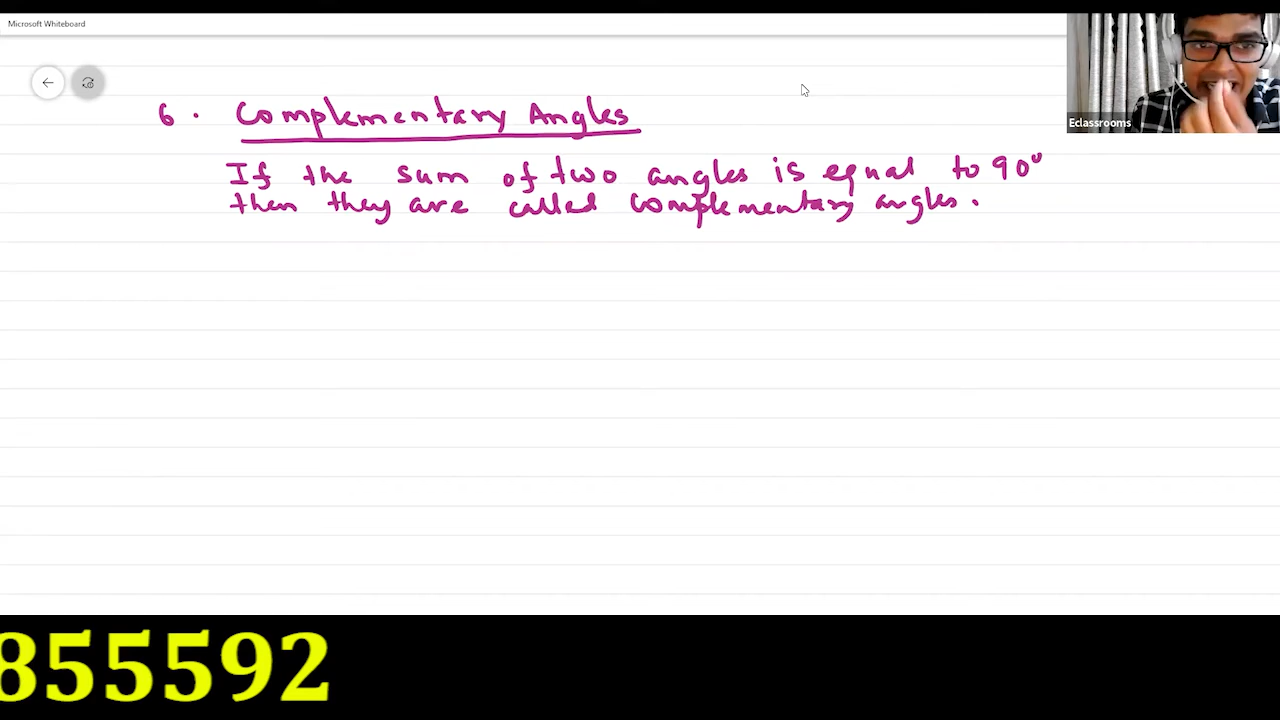 Microsoft Whiteboard
Eclassrooms
6. Complementary Angles
If the sum of two angles is equal to 90°
then they are called complementary angles.
855592